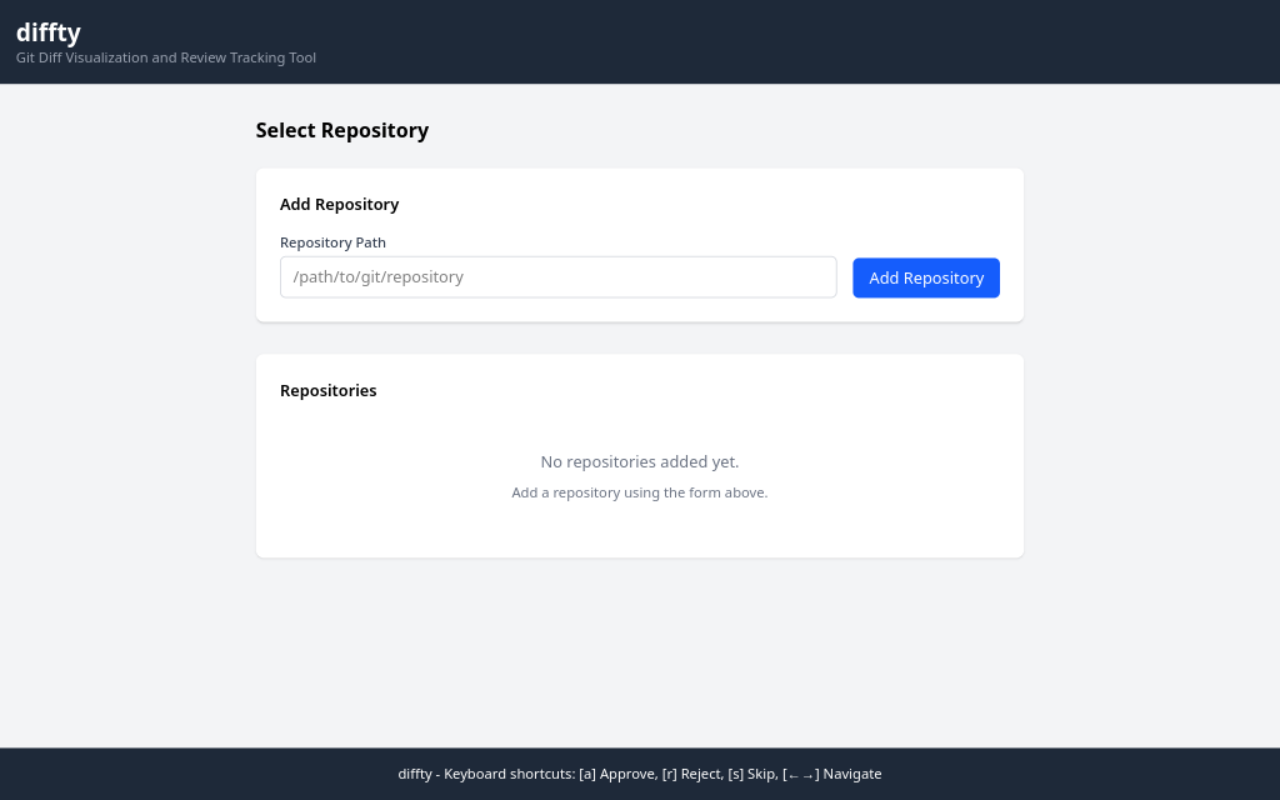 diffty
Git Diff Visualization and Review Tracking Tool
Select Repository
Add Repository
Repository Path
/path/to/git/repository
Add Repository
Repositories
No repositories added yet.
Add a repository using the form above.
diffty - Keyboard shortcuts: [a] Approve, [r] Reject, [s] Skip, [←→] Navigate